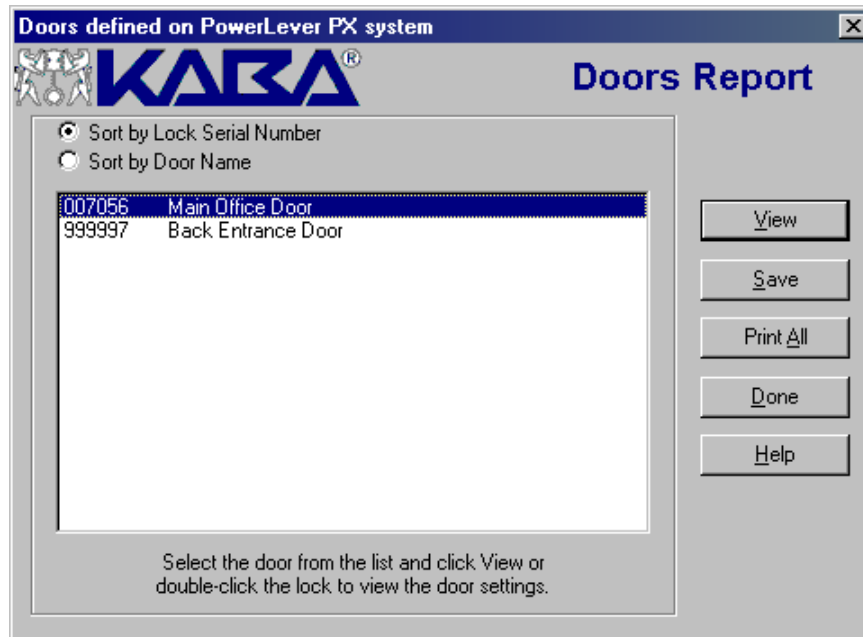 Doors defined on PowerLever PX system
KABA®
Doors Report
Sort by Lock Serial Number
Sort by Door Name
007056 Main Office Door
999997 Back Entrance Door
View
Save
Print All
Done
Help
Select the door from the list and click View or
double-click the lock to view the door settings.